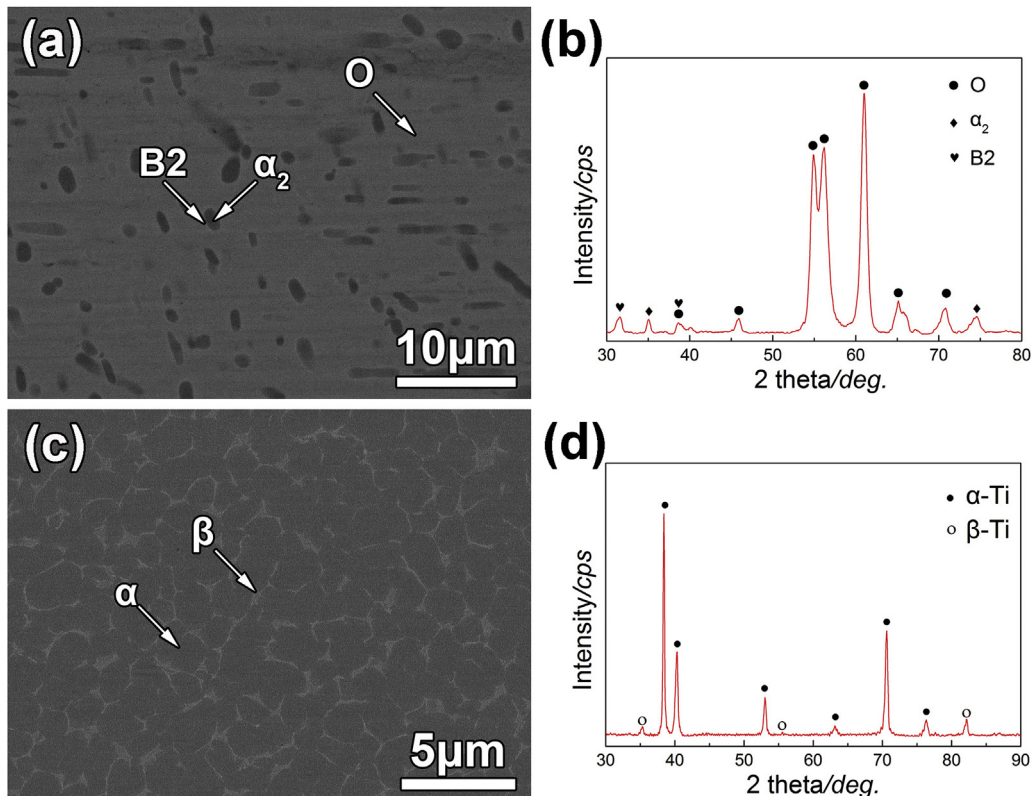 (a)
O
B2
α₂
10μm
(b)
Intensity/cps
● O
♦ α₂
♥ B2
30 40 50 60 70 80
2 theta/deg.
(c)
β
α
5μm
(d)
Intensity/cps
● α-Ti
○ β-Ti
30 40 50 60 70 80 90
2 theta/deg.